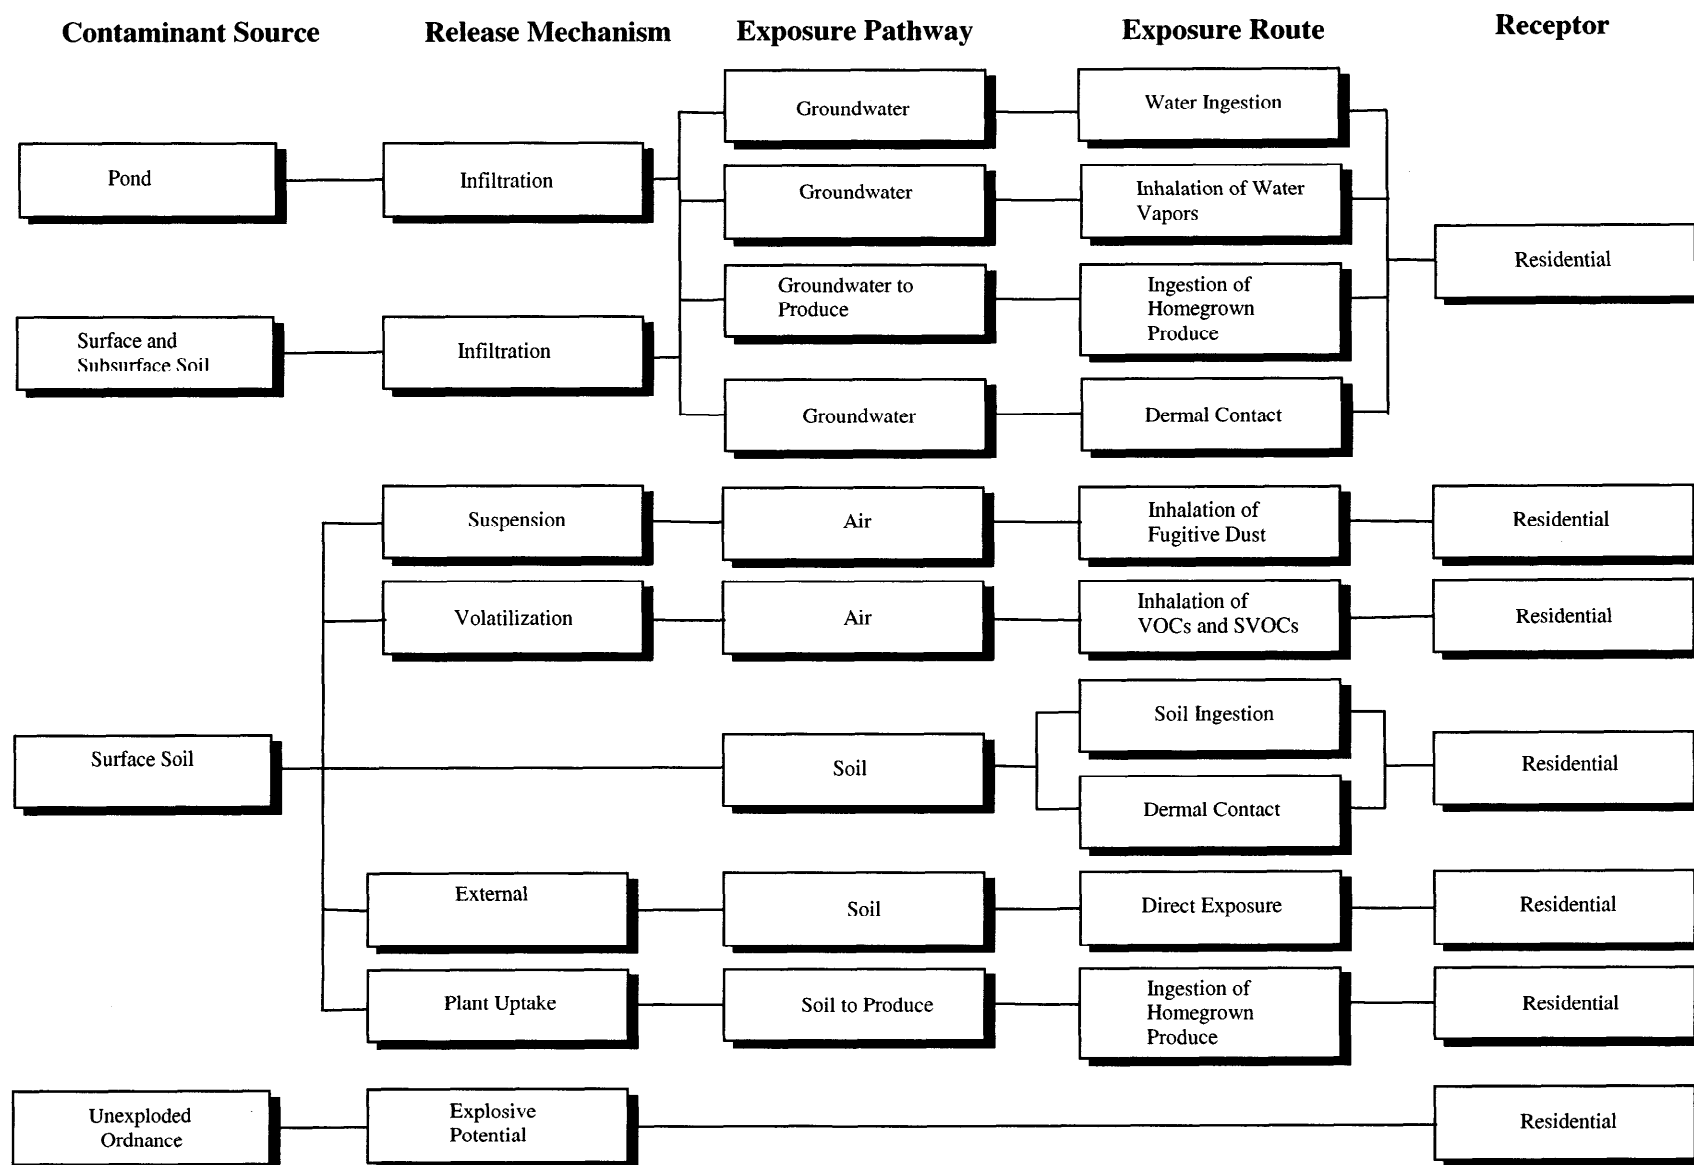 Contaminant Source
Release Mechanism
Exposure Pathway
Exposure Route
Receptor
Groundwater
Water Ingestion
Pond
Infiltration
Groundwater
Inhalation of Water
Vapors
Residential
Groundwater to
Produce
Ingestion of
Homegrown
Produce
Surface and
Subsurface Soil
Infiltration
Groundwater
Dermal Contact
Suspension
Air
Inhalation of
Fugitive Dust
Residential
Volatilization
Air
Inhalation of
VOCs and SVOCs
Residential
Surface Soil
Soil
Soil Ingestion
Dermal Contact
Residential
External
Soil
Direct Exposure
Residential
Plant Uptake
Soil to Produce
Ingestion of
Homegrown
Produce
Residential
Unexploded
Ordnance
Explosive
Potential
Residential